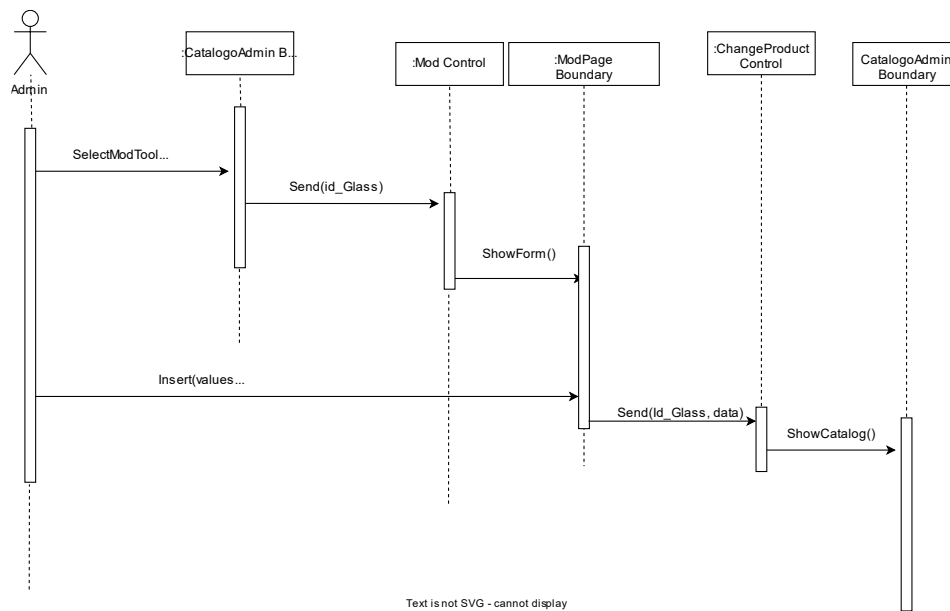 Admin
:CatalogoAdmin B...
:Mod Control
:ModPage
Boundary
:ChangeProduct
Control
CatalogoAdmin
Boundary
SelectModTool...
Send(id_Glass)
ShowForm()
Insert(values...
Send(Id_Glass, data)
ShowCatalog()
Text is not SVG - cannot display